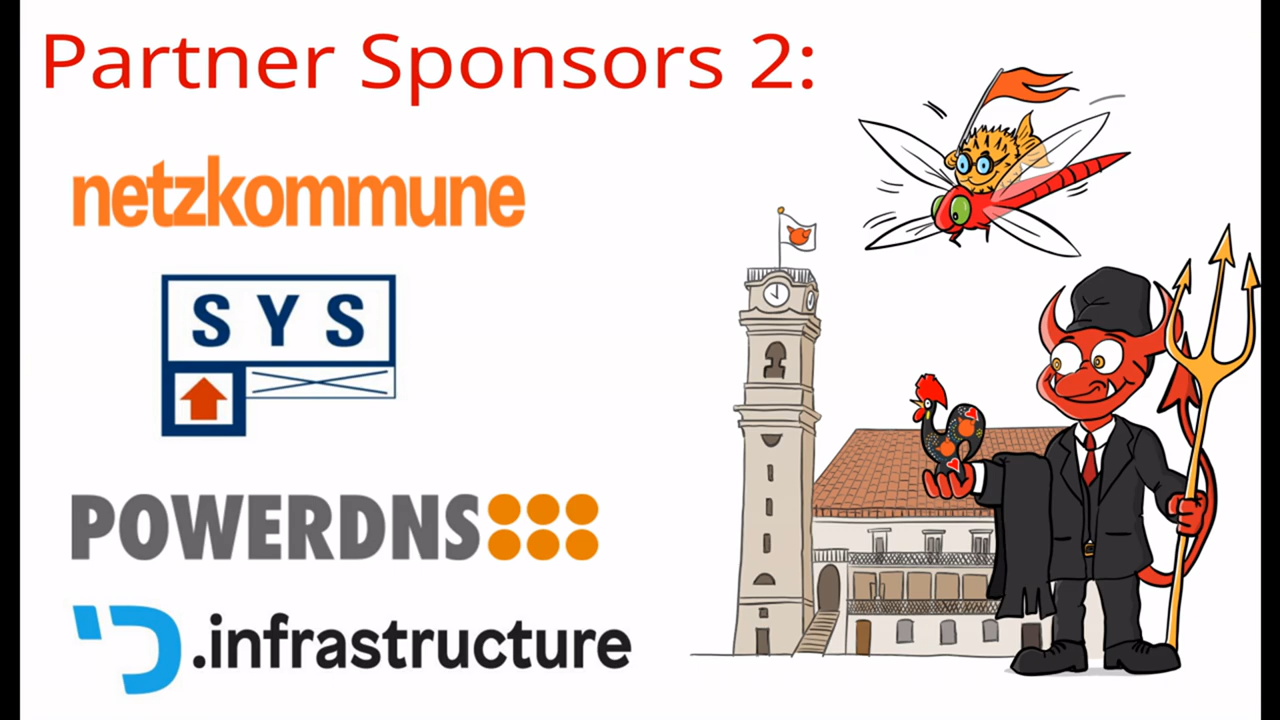 Partner Sponsors 2:
netzkommune
SYS
POWERDNS
.infrastructure